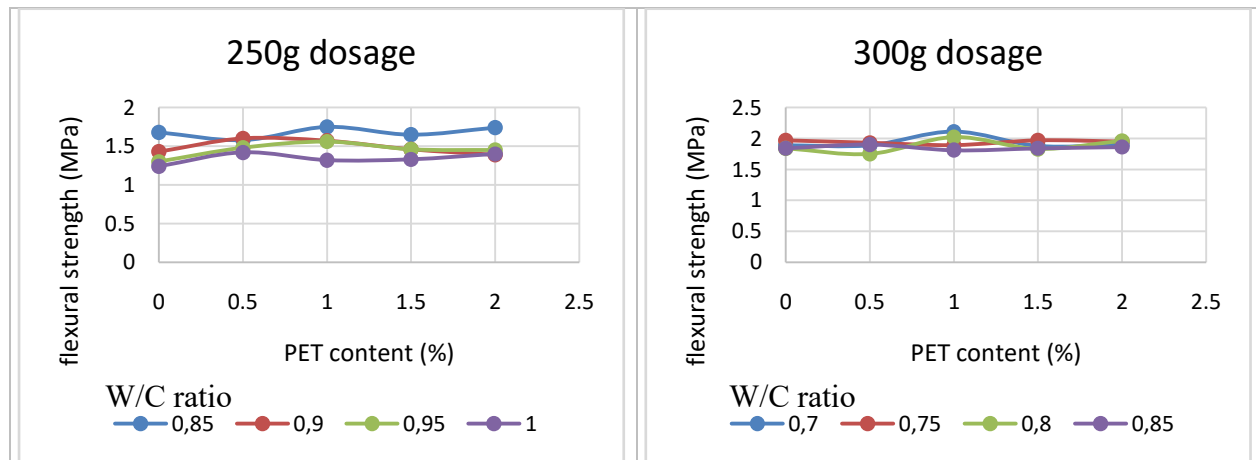 250g dosage
flexural strength (MPa)
2
1.5
1
0.5
0
0 0.5 1 1.5 2 2.5
PET content (%)
W/C ratio
0,85 0,9 0,95 1
300g dosage
flexural strength (MPa)
2.5
2
1.5
1
0.5
0
0 0.5 1 1.5 2 2.5
PET content (%)
W/C ratio
0,7 0,75 0,8 0,85